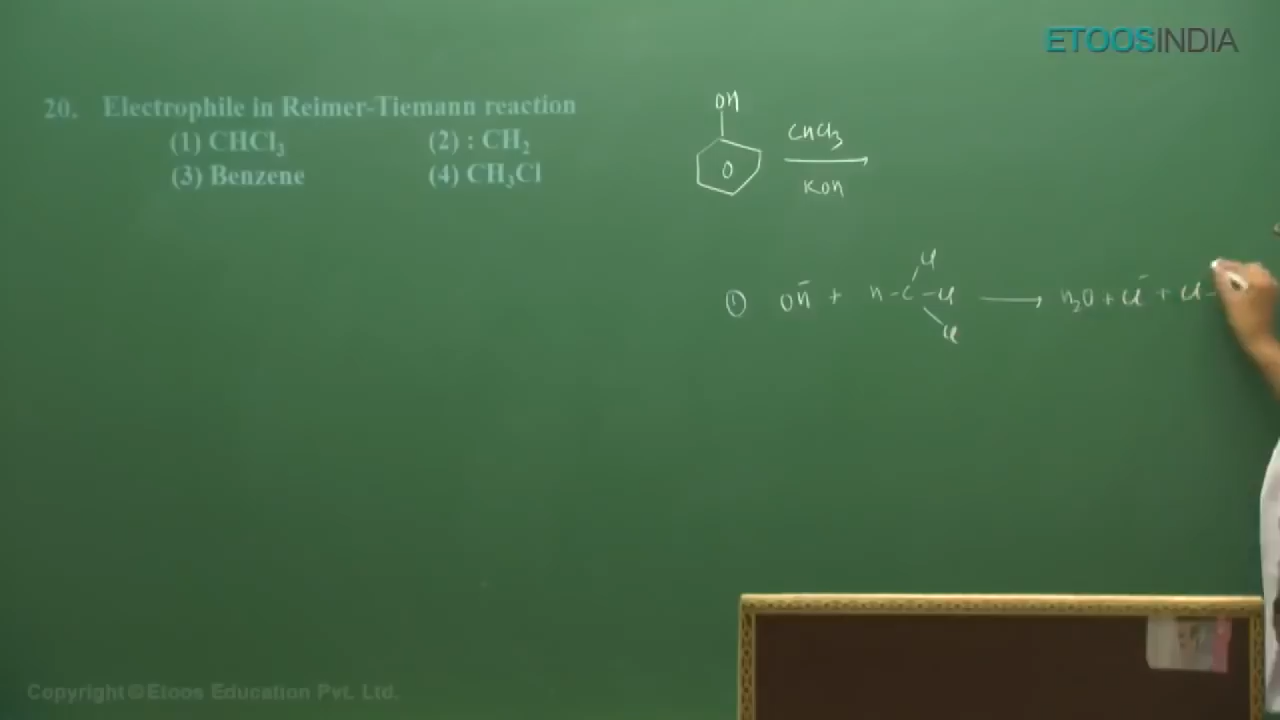 ETOOSINDIA
20. Electrophile in Reimer-Tiemann reaction
(1) CHCl₃ (2) : CH₂
(3) Benzene (4) CH₃Cl
OH
CHCl₃
KOH
Cl
① OH⁻ + H - C - Cl ⟶ H₂O + Cl⁻ + Cl -
Cl
Copyright © Etoos Education Pvt. Ltd.